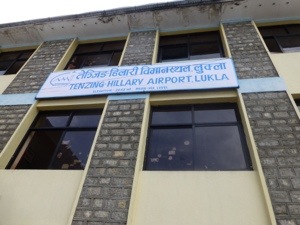 तेन्जिङ हिलारी विमानस्थल, लुक्ला
TENZING-HILLARY AIRPORT, LUKLA